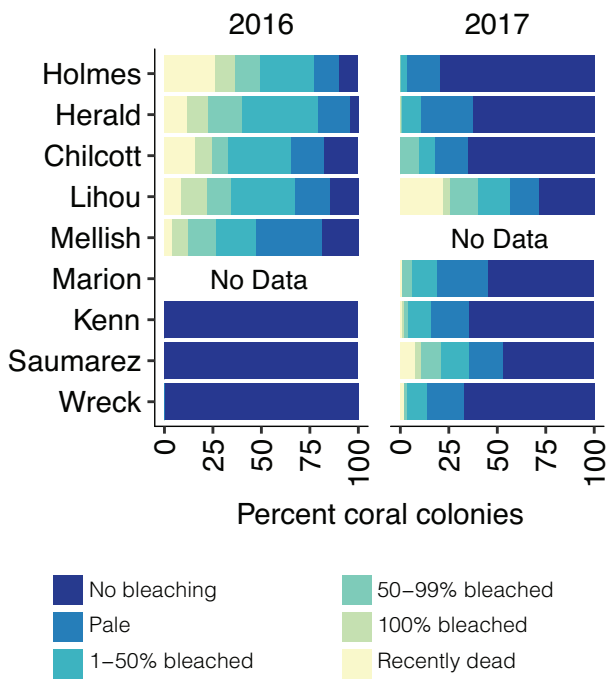 2016 2017
Holmes
Herald
Chilcott
Lihou
Mellish No Data
Marion No Data
Kenn
Saumarez
Wreck
0 25 50 75 100 0 25 50 75 100
Percent coral colonies
No bleaching 50–99% bleached
Pale 100% bleached
1–50% bleached Recently dead